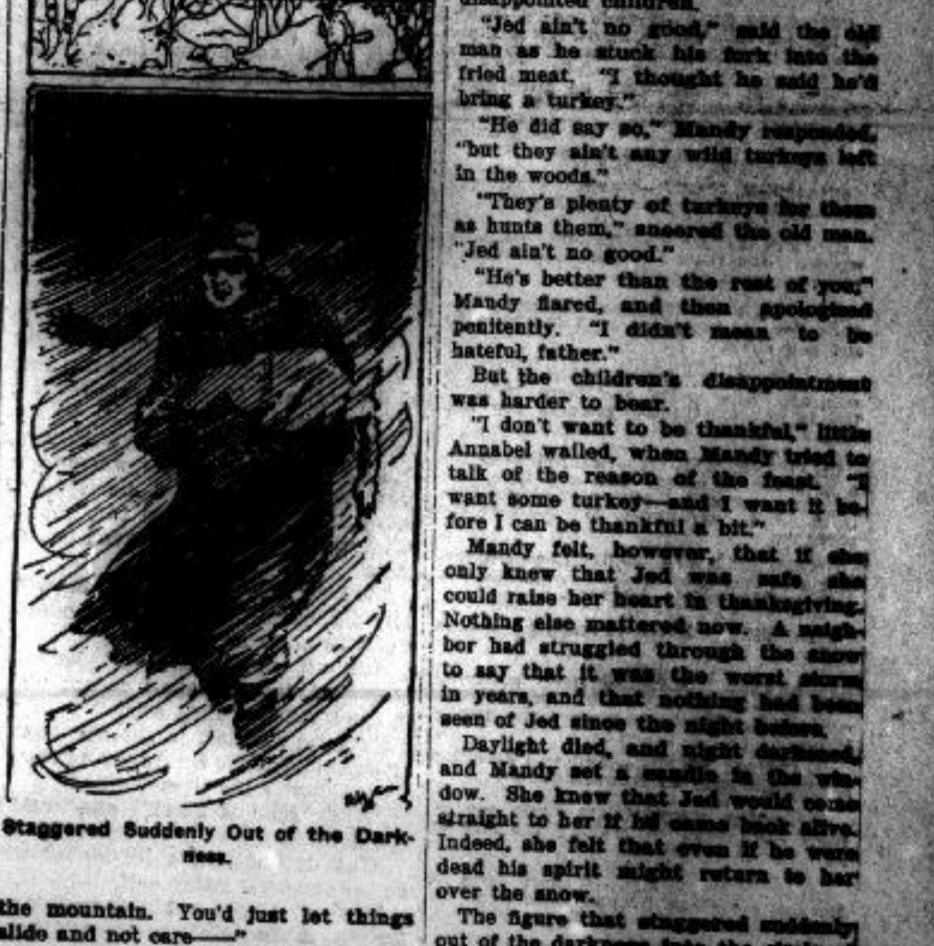 Staggered Suddenly Out of the Dark-
ness.
the mountain. You'd just let things
slide and not care——"
disappointed children.
"Jed ain't no good," said the old
man as he stuck his fork into the
fried meat. "I thought he said he'd
bring a turkey."
"He did say so," Mandy responded,
"but they ain't any wild turkeys left
in the woods."
"They's plenty of turkeys for them
as hunts them," sneered the old man.
"Jed ain't no good."
"He's better than the rest of you,"
Mandy flared, and then apologized
penitently. "I didn't mean to be
hateful, father."
But the children's disappointment
was harder to bear.
"I don't want to be thankful," little
Annabel wailed, when Mandy tried to
talk of the reason of the feast. "I
want some turkey—and I want it be-
fore I can be thankful a bit."
Mandy felt, however, that if she
only knew that Jed was safe she
could raise her heart in thanksgiving.
Nothing else mattered now. A neigh-
bor had struggled through the snow
to say that it was the worst storm
in years, and that nothing had been
seen of Jed since the night before.
Daylight died, and night darkened,
and Mandy set a candle in the win-
dow. She knew that Jed would come
straight to her if he came back alive.
Indeed, she felt that even if he were
dead his spirit might return to her
over the snow.
The figure that staggered suddenly
out of the darkness into the